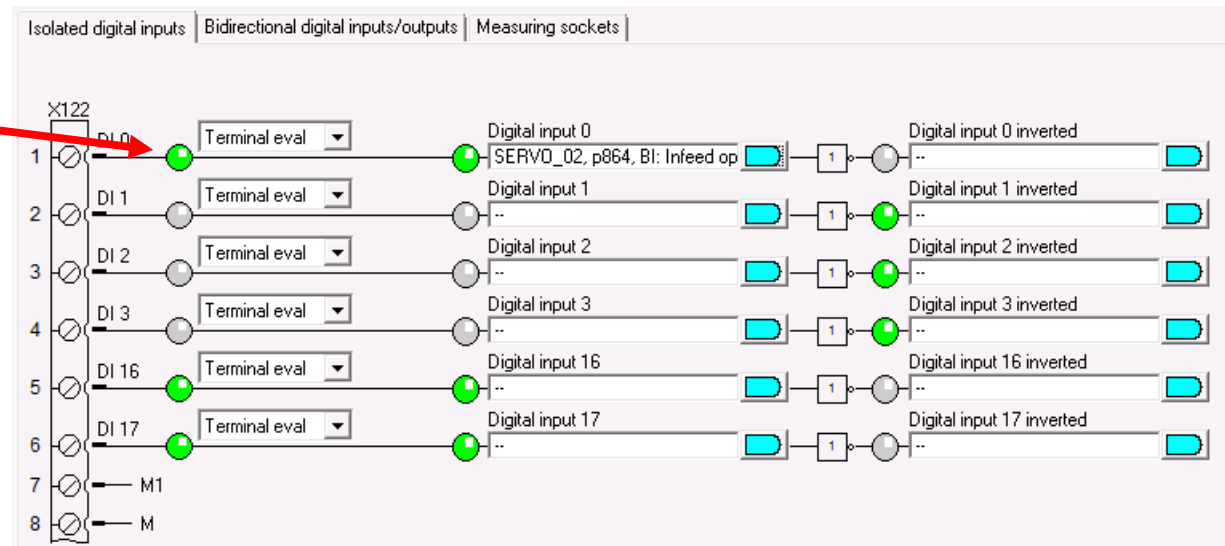 Isolated digital inputs Bidirectional digital inputs/outputs Measuring sockets
X122
1 DI 0 Terminal eval Digital input 0 SERVO_02, p864, BI: Infeed op 1 Digital input 0 inverted --
2 DI 1 Terminal eval Digital input 1 -- 1 Digital input 1 inverted --
3 DI 2 Terminal eval Digital input 2 -- 1 Digital input 2 inverted --
4 DI 3 Terminal eval Digital input 3 -- 1 Digital input 3 inverted --
5 DI 16 Terminal eval Digital input 16 -- 1 Digital input 16 inverted --
6 DI 17 Terminal eval Digital input 17 -- 1 Digital input 17 inverted --
7 M1
8 M